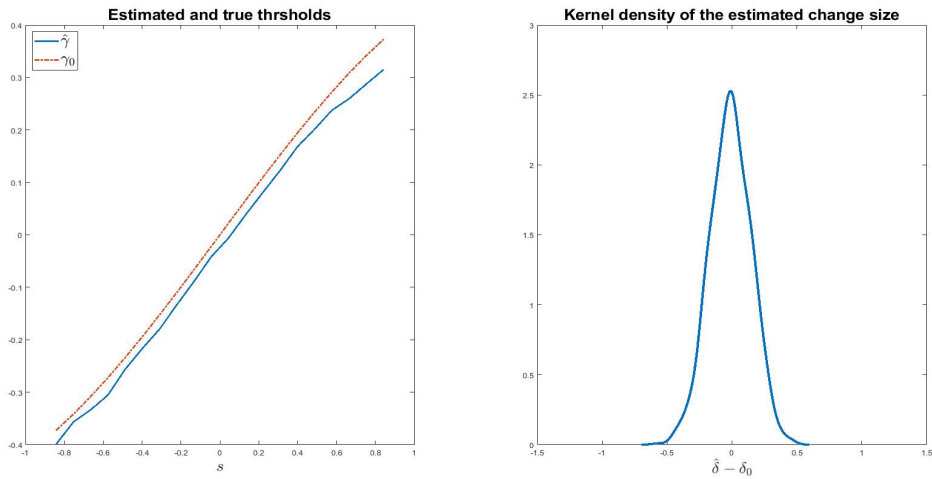 Estimated and true thrsholds
γ̂
γ₀
0.4
0.3
0.2
0.1
0
-0.1
-0.2
-0.3
-0.4
-1 -0.8 -0.6 -0.4 -0.2 0 0.2 0.4 0.6 0.8 1
s
Kernel density of the estimated change size
3
2.5
2
1.5
1
0.5
0
-1.5 -1 -0.5 0 0.5 1 1.5
δ̂ − δ₀